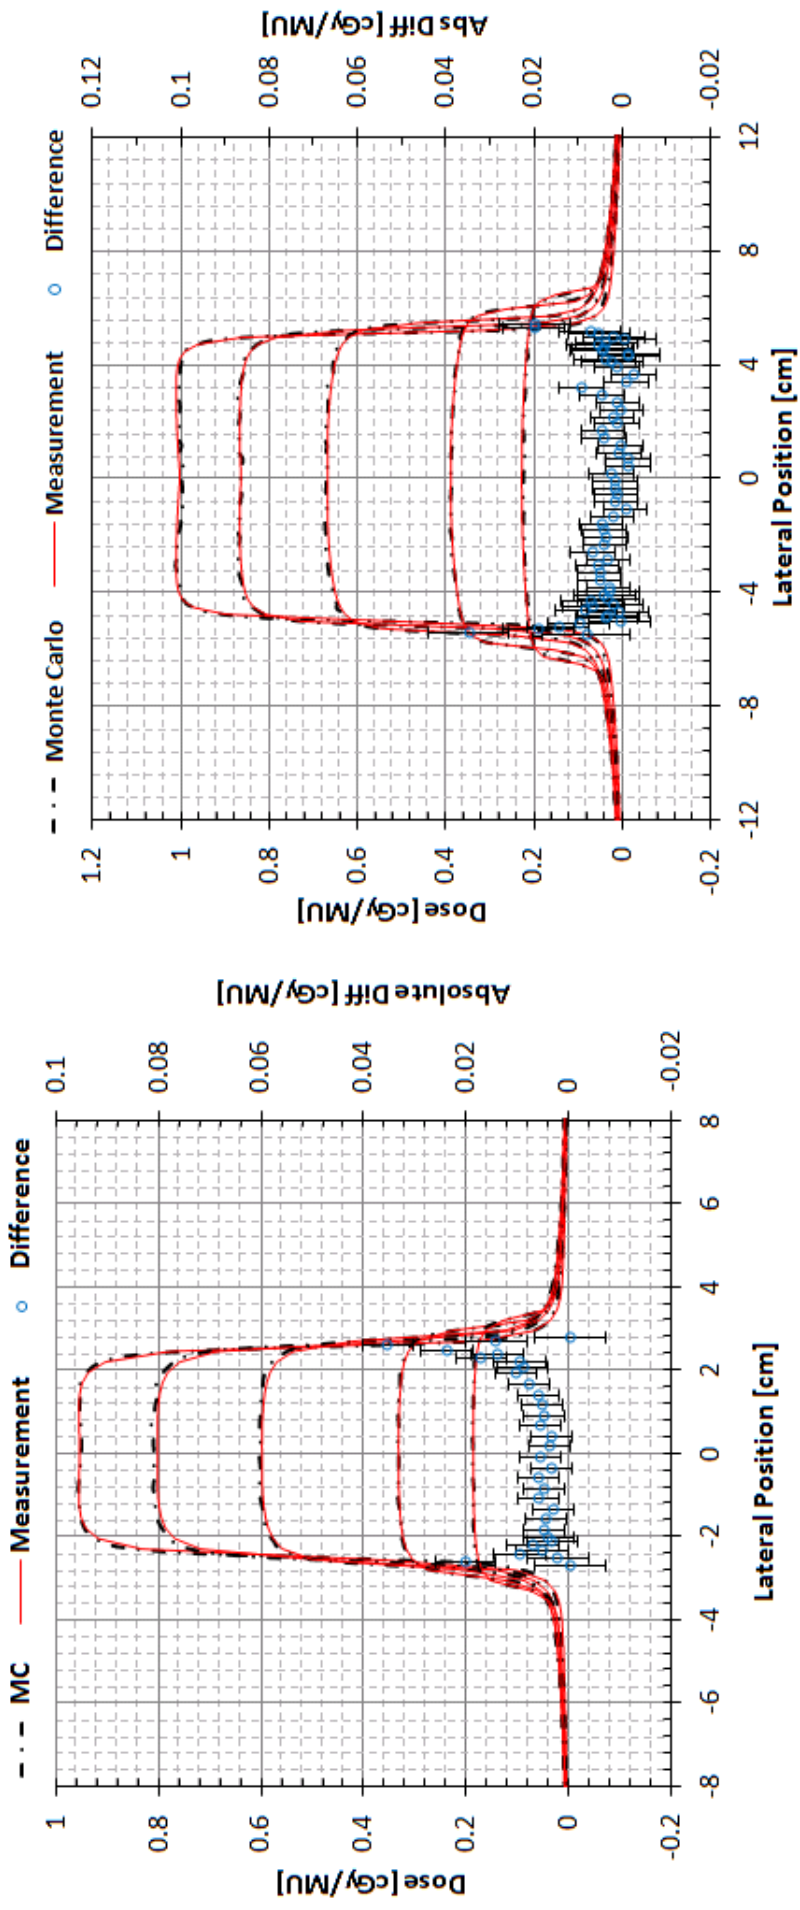 MC Measurement Difference
Absolute Diff [cGy/MU]
Dose [cGy/MU]
1 0.8 0.6 0.4 0.2 0 -0.2
0.1 0.08 0.06 0.04 0.02 0 -0.02
-8 -6 -4 -2 0 2 4 6 8
Lateral Position [cm]
Monte Carlo Measurement Difference
Abs Diff [cGy/MU]
Dose [cGy/MU]
1.2 1 0.8 0.6 0.4 0.2 0 -0.2
0.12 0.1 0.08 0.06 0.04 0.02 0 -0.02
-12 -8 -4 0 4 8 12
Lateral Position [cm]